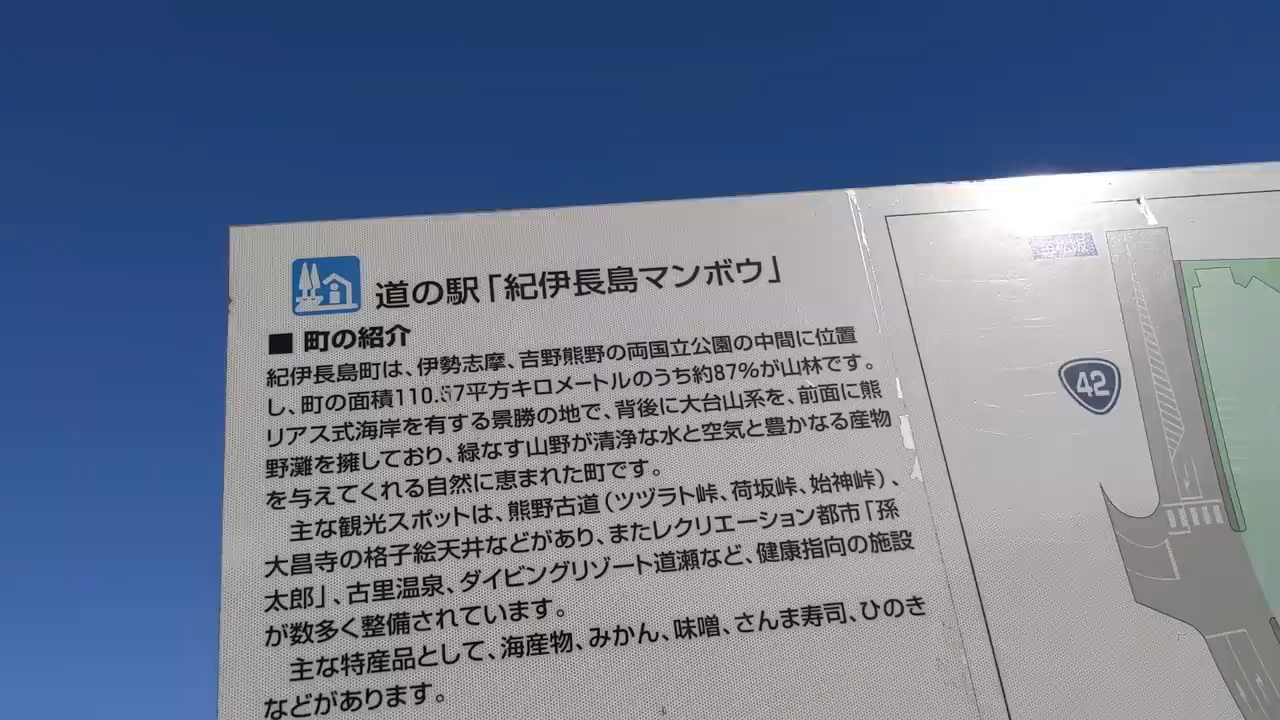 道の駅「紀伊長島マンボウ」
■ 町の紹介
紀伊長島町は、伊勢志摩、吉野熊野の両国立公園の中間に位置
し、町の面積110.57平方キロメートルのうち約87%が山林です。
リアス式海岸を有する景勝の地で、背後に大台山系を、前面に熊
野灘を擁しており、緑なす山野が清浄な水と空気と豊かなる産物
を与えてくれる自然に恵まれた町です。
主な観光スポットは、熊野古道(ツヅラト峠、荷坂峠、始神峠)、
大昌寺の格子絵天井などがあり、またレクリエーション都市「孫
太郎」、古里温泉、ダイビングリゾート道瀬など、健康指向の施設
が数多く整備されています。
主な特産品として、海産物、みかん、味噌、さんま寿司、ひのき
などがあります。
42